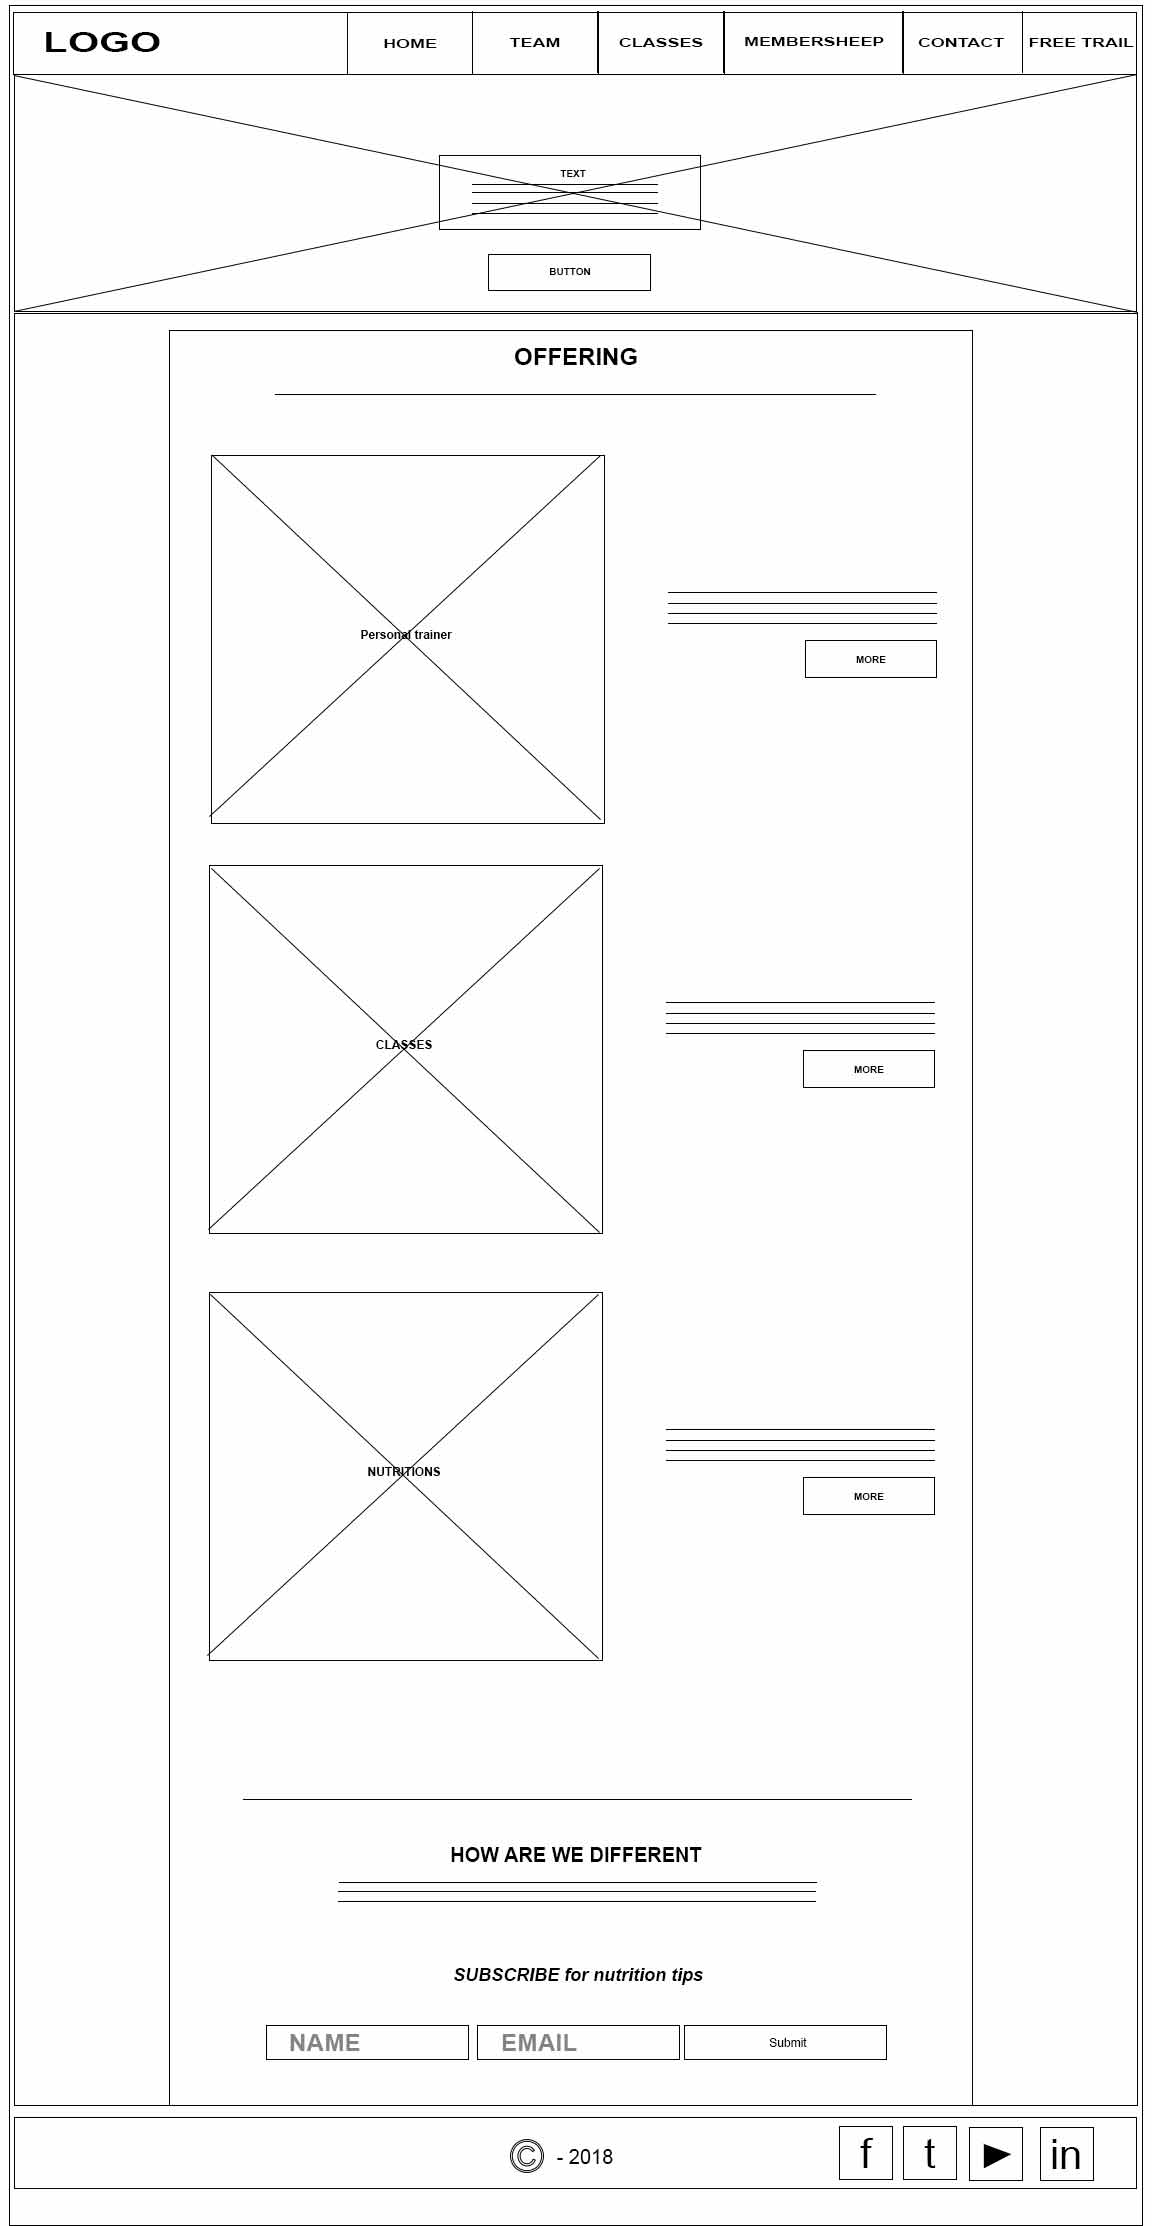 LOGO HOME TEAM CLASSES MEMBERSHEEP CONTACT FREE TRAIL
TEXT
BUTTON
OFFERING
Personal trainer
MORE
CLASSES
MORE
NUTRITIONS
MORE
HOW ARE WE DIFFERENT
SUBSCRIBE for nutrition tips
NAME EMAIL Submit
© - 2018 f t in